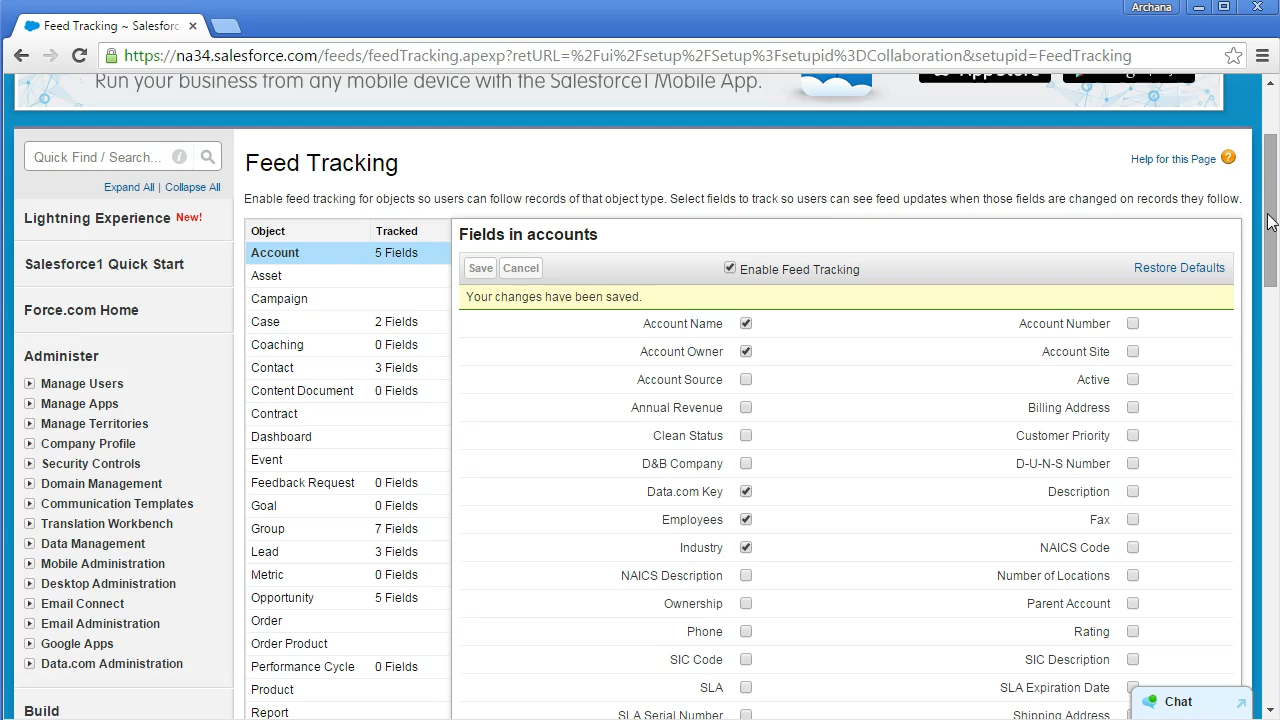 Archana
Feed Tracking ~ Salesforc
https://na34.salesforce.com/feeds/feedTracking.apexp?retURL=%2Fui%2Fsetup%2FSetup%3Fsetupid%3DCollaboration&setupid=FeedTracking
Run your business from any mobile device with the Salesforce1 Mobile App.
Quick Find / Search...
Expand All | Collapse All
Lightning Experience New!
Salesforce1 Quick Start
Force.com Home
Administer
Manage Users
Manage Apps
Manage Territories
Company Profile
Security Controls
Domain Management
Communication Templates
Translation Workbench
Data Management
Mobile Administration
Desktop Administration
Email Connect
Email Administration
Google Apps
Data.com Administration
Build
Feed Tracking
Help for this Page ?
Enable feed tracking for objects so users can follow records of that object type. Select fields to track so users can see feed updates when those fields are changed on records they follow.
Object Tracked
Account 5 Fields
Asset
Campaign
Case 2 Fields
Coaching 0 Fields
Contact 3 Fields
Content Document 0 Fields
Contract
Dashboard
Event
Feedback Request 0 Fields
Goal 0 Fields
Group 7 Fields
Lead 3 Fields
Metric 0 Fields
Opportunity 5 Fields
Order
Order Product
Performance Cycle 0 Fields
Product
Report
Fields in accounts
Save Cancel Enable Feed Tracking Restore Defaults
Your changes have been saved.
Account Name Account Number
Account Owner Account Site
Account Source Active
Annual Revenue Billing Address
Clean Status Customer Priority
D&B Company D-U-N-S Number
Data.com Key Description
Employees Fax
Industry NAICS Code
NAICS Description Number of Locations
Ownership Parent Account
Phone Rating
SIC Code SIC Description
SLA SLA Expiration Date
SLA Serial Number Shipping Address
Chat